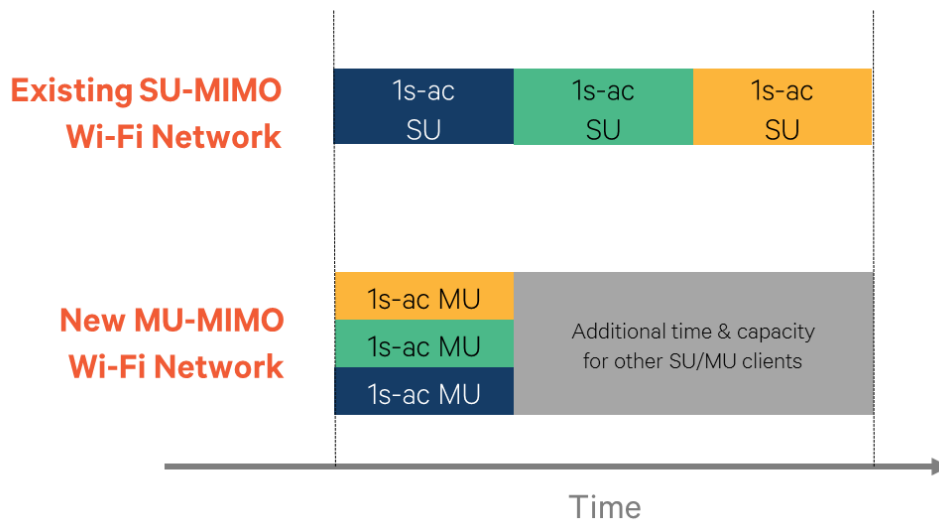 Existing SU-MIMO
Wi-Fi Network
1s-ac
SU
1s-ac
SU
1s-ac
SU
New MU-MIMO
Wi-Fi Network
1s-ac MU
1s-ac MU
1s-ac MU
Additional time & capacity
for other SU/MU clients
Time